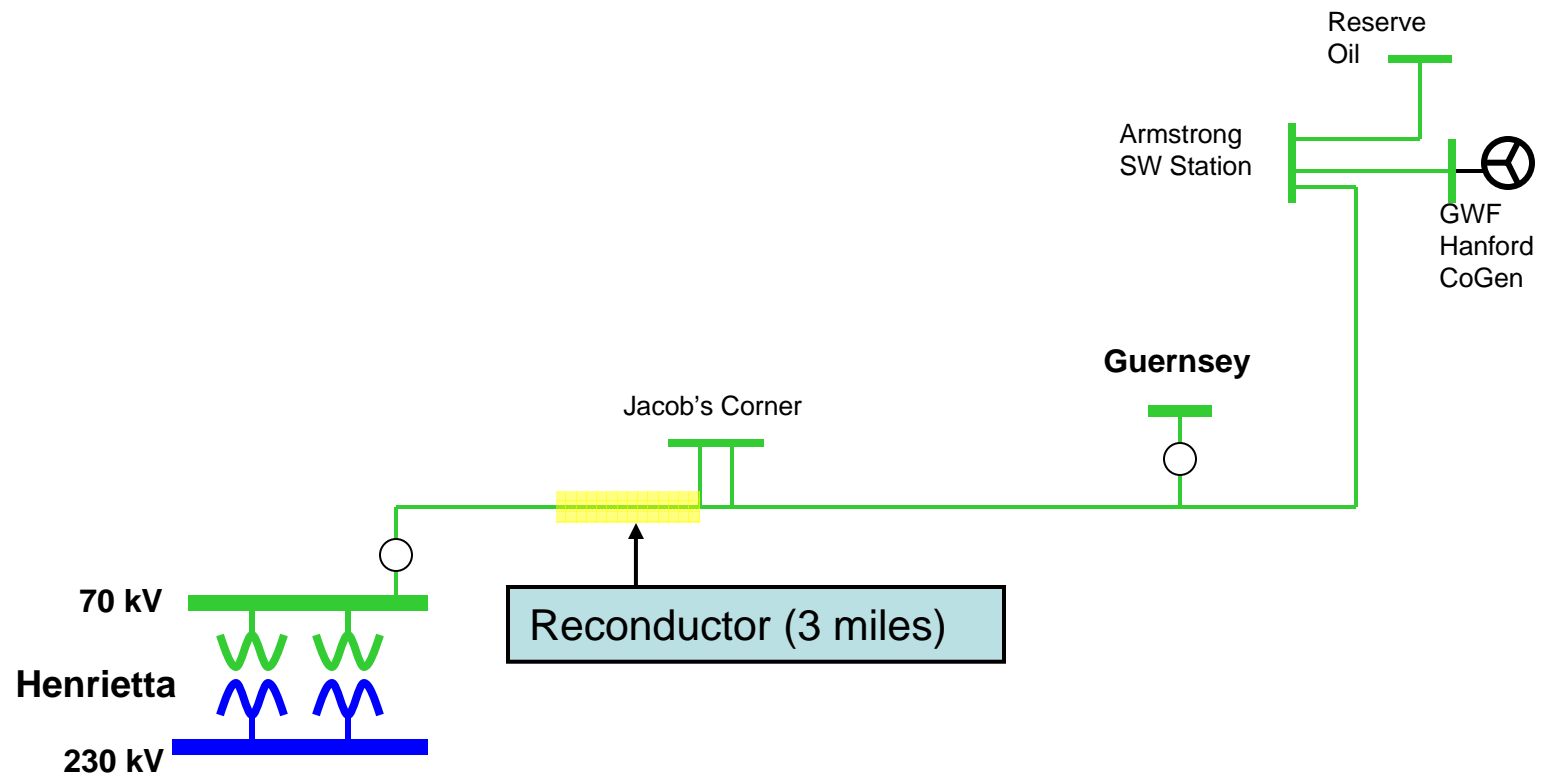 Reserve
Oil
Armstrong
SW Station
GWF
Hanford
CoGen
Guernsey
Jacob's Corner
70 kV
Reconductor (3 miles)
Henrietta
230 kV